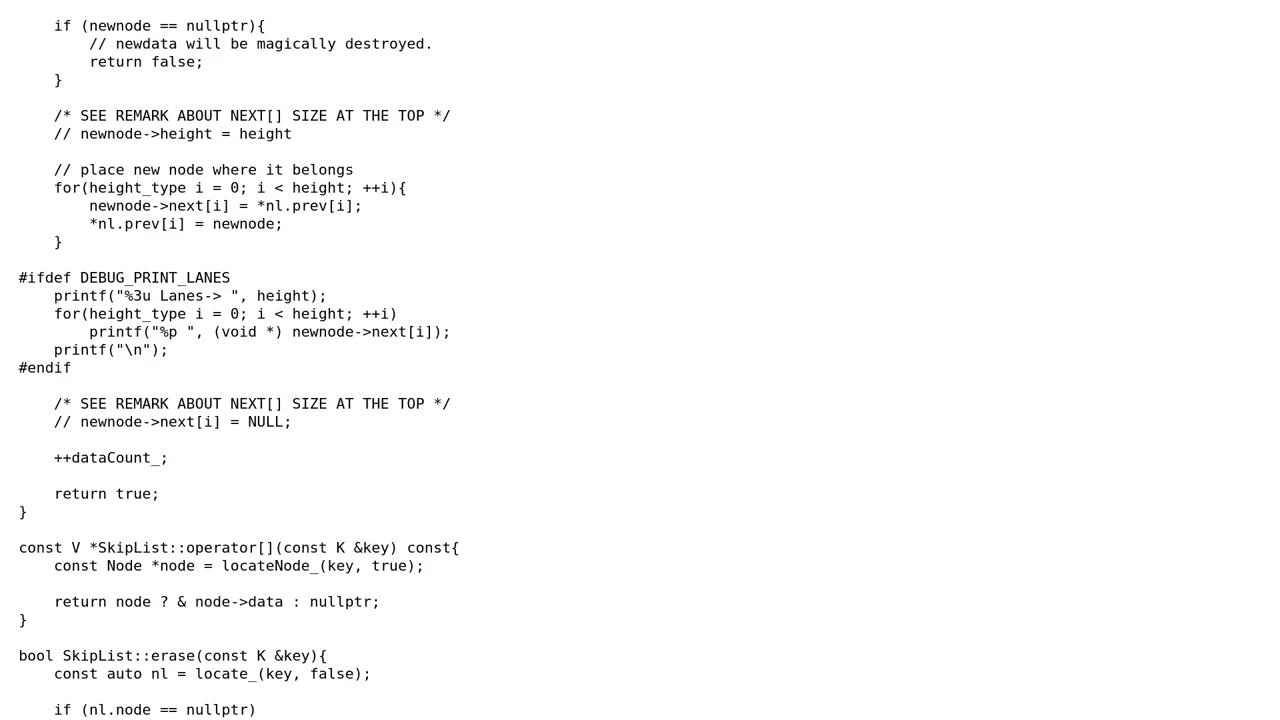 if (newnode == nullptr){
        // newdata will be magically destroyed.
        return false;
    }

    /* SEE REMARK ABOUT NEXT[] SIZE AT THE TOP */
    // newnode->height = height

    // place new node where it belongs
    for(height_type i = 0; i < height; ++i){
        newnode->next[i] = *nl.prev[i];
        *nl.prev[i] = newnode;
    }

#ifdef DEBUG_PRINT_LANES
    printf("%3u Lanes-> ", height);
    for(height_type i = 0; i < height; ++i)
        printf("%p ", (void *) newnode->next[i]);
    printf("\n");
#endif

    /* SEE REMARK ABOUT NEXT[] SIZE AT THE TOP */
    // newnode->next[i] = NULL;

    ++dataCount_;

    return true;
}

const V *SkipList::operator[](const K &key) const{
    const Node *node = locateNode_(key, true);

    return node ? & node->data : nullptr;
}

bool SkipList::erase(const K &key){
    const auto nl = locate_(key, false);

    if (nl.node == nullptr)